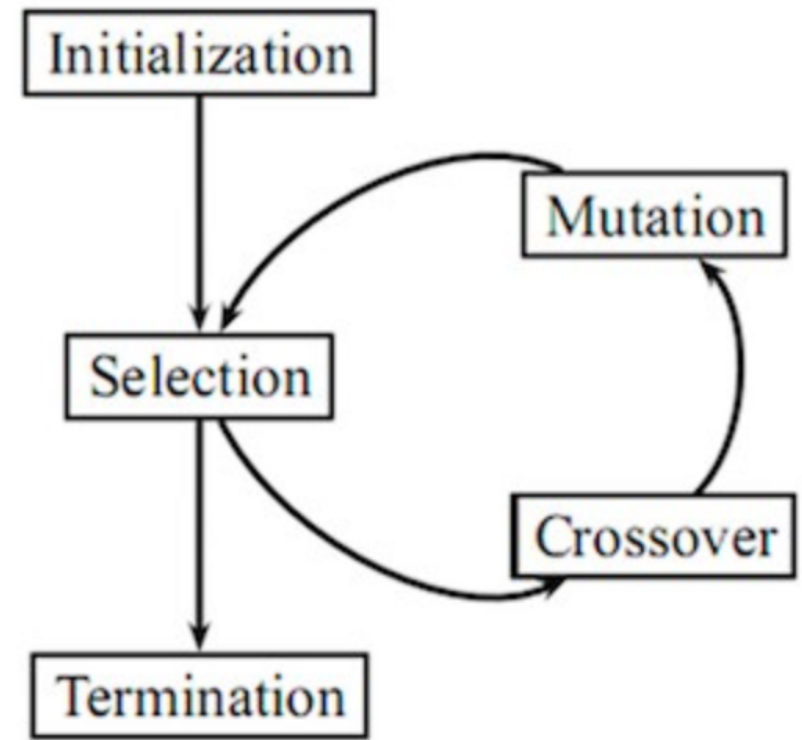 Initialization
Mutation
Selection
Crossover
Termination